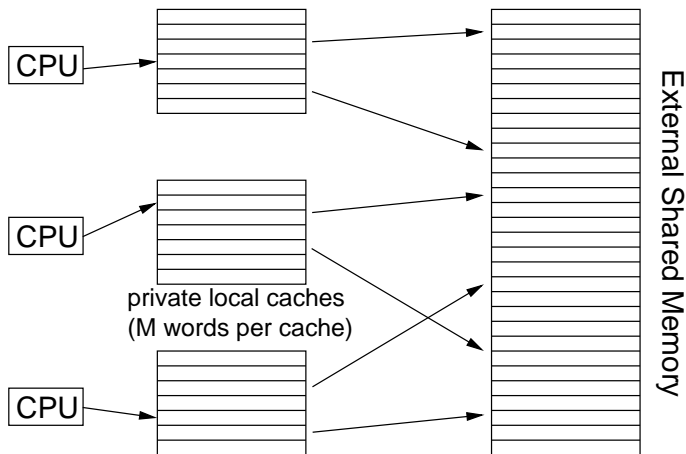 CPU
CPU
private local caches
(M words per cache)
CPU
External Shared Memory